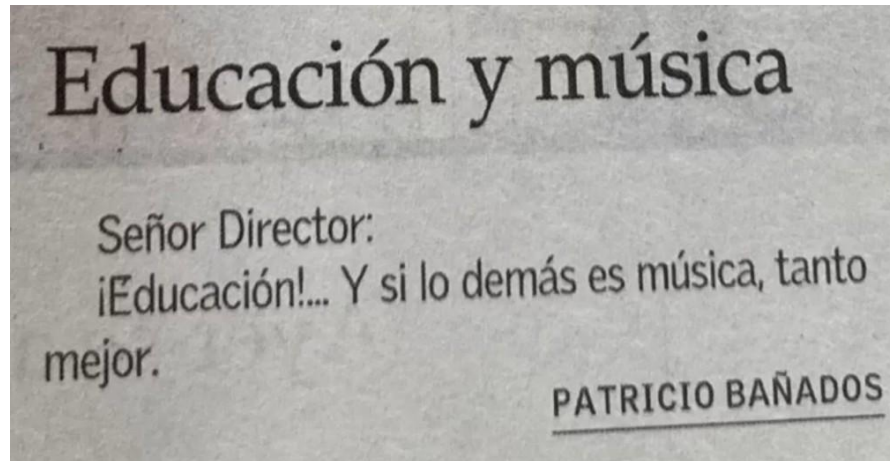 Educación y música
Señor Director:
¡Educación!... Y si lo demás es música, tanto
mejor.
PATRICIO BAÑADOS